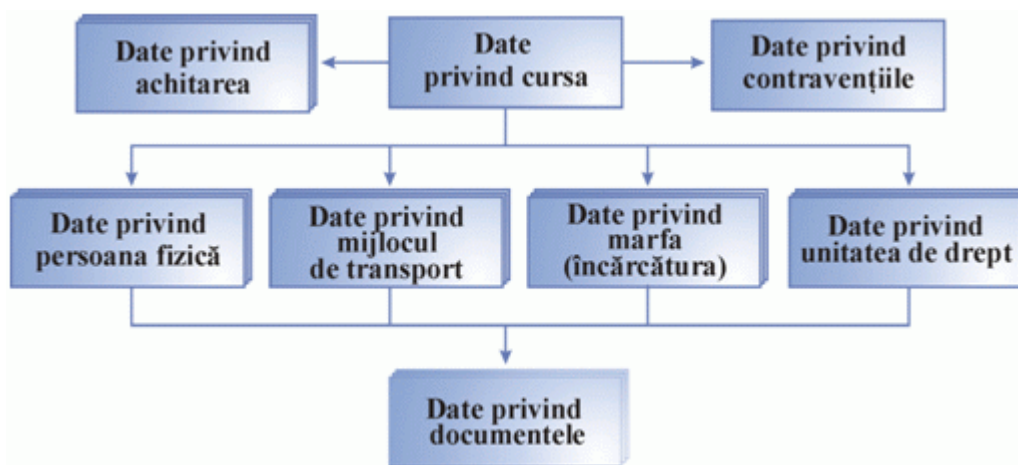 Date privind
achitarea
Date
privind cursa
Date privind
contravențiile
Date privind
persoana fizică
Date privind
mijlocul
de transport
Date privind
marfa
(încărcătura)
Date privind
unitatea de drept
Date privind
documentele